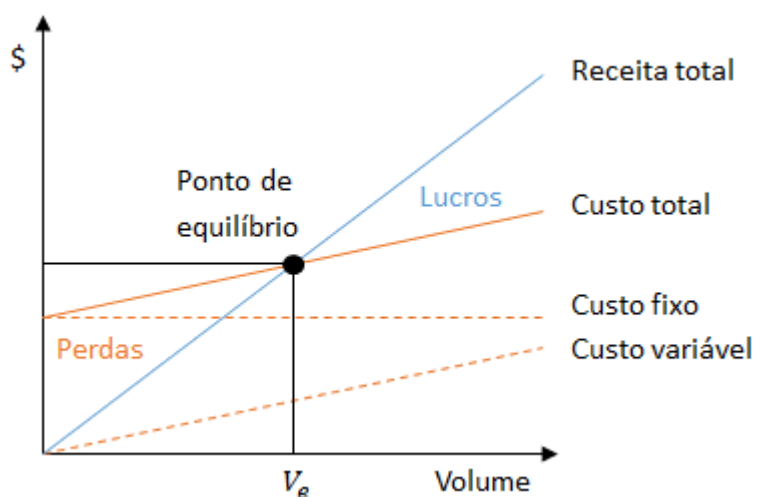 $
Receita total
Ponto de
equilíbrio
Lucros
Custo total
Custo fixo
Perdas
Custo variável
Vₑ
Volume